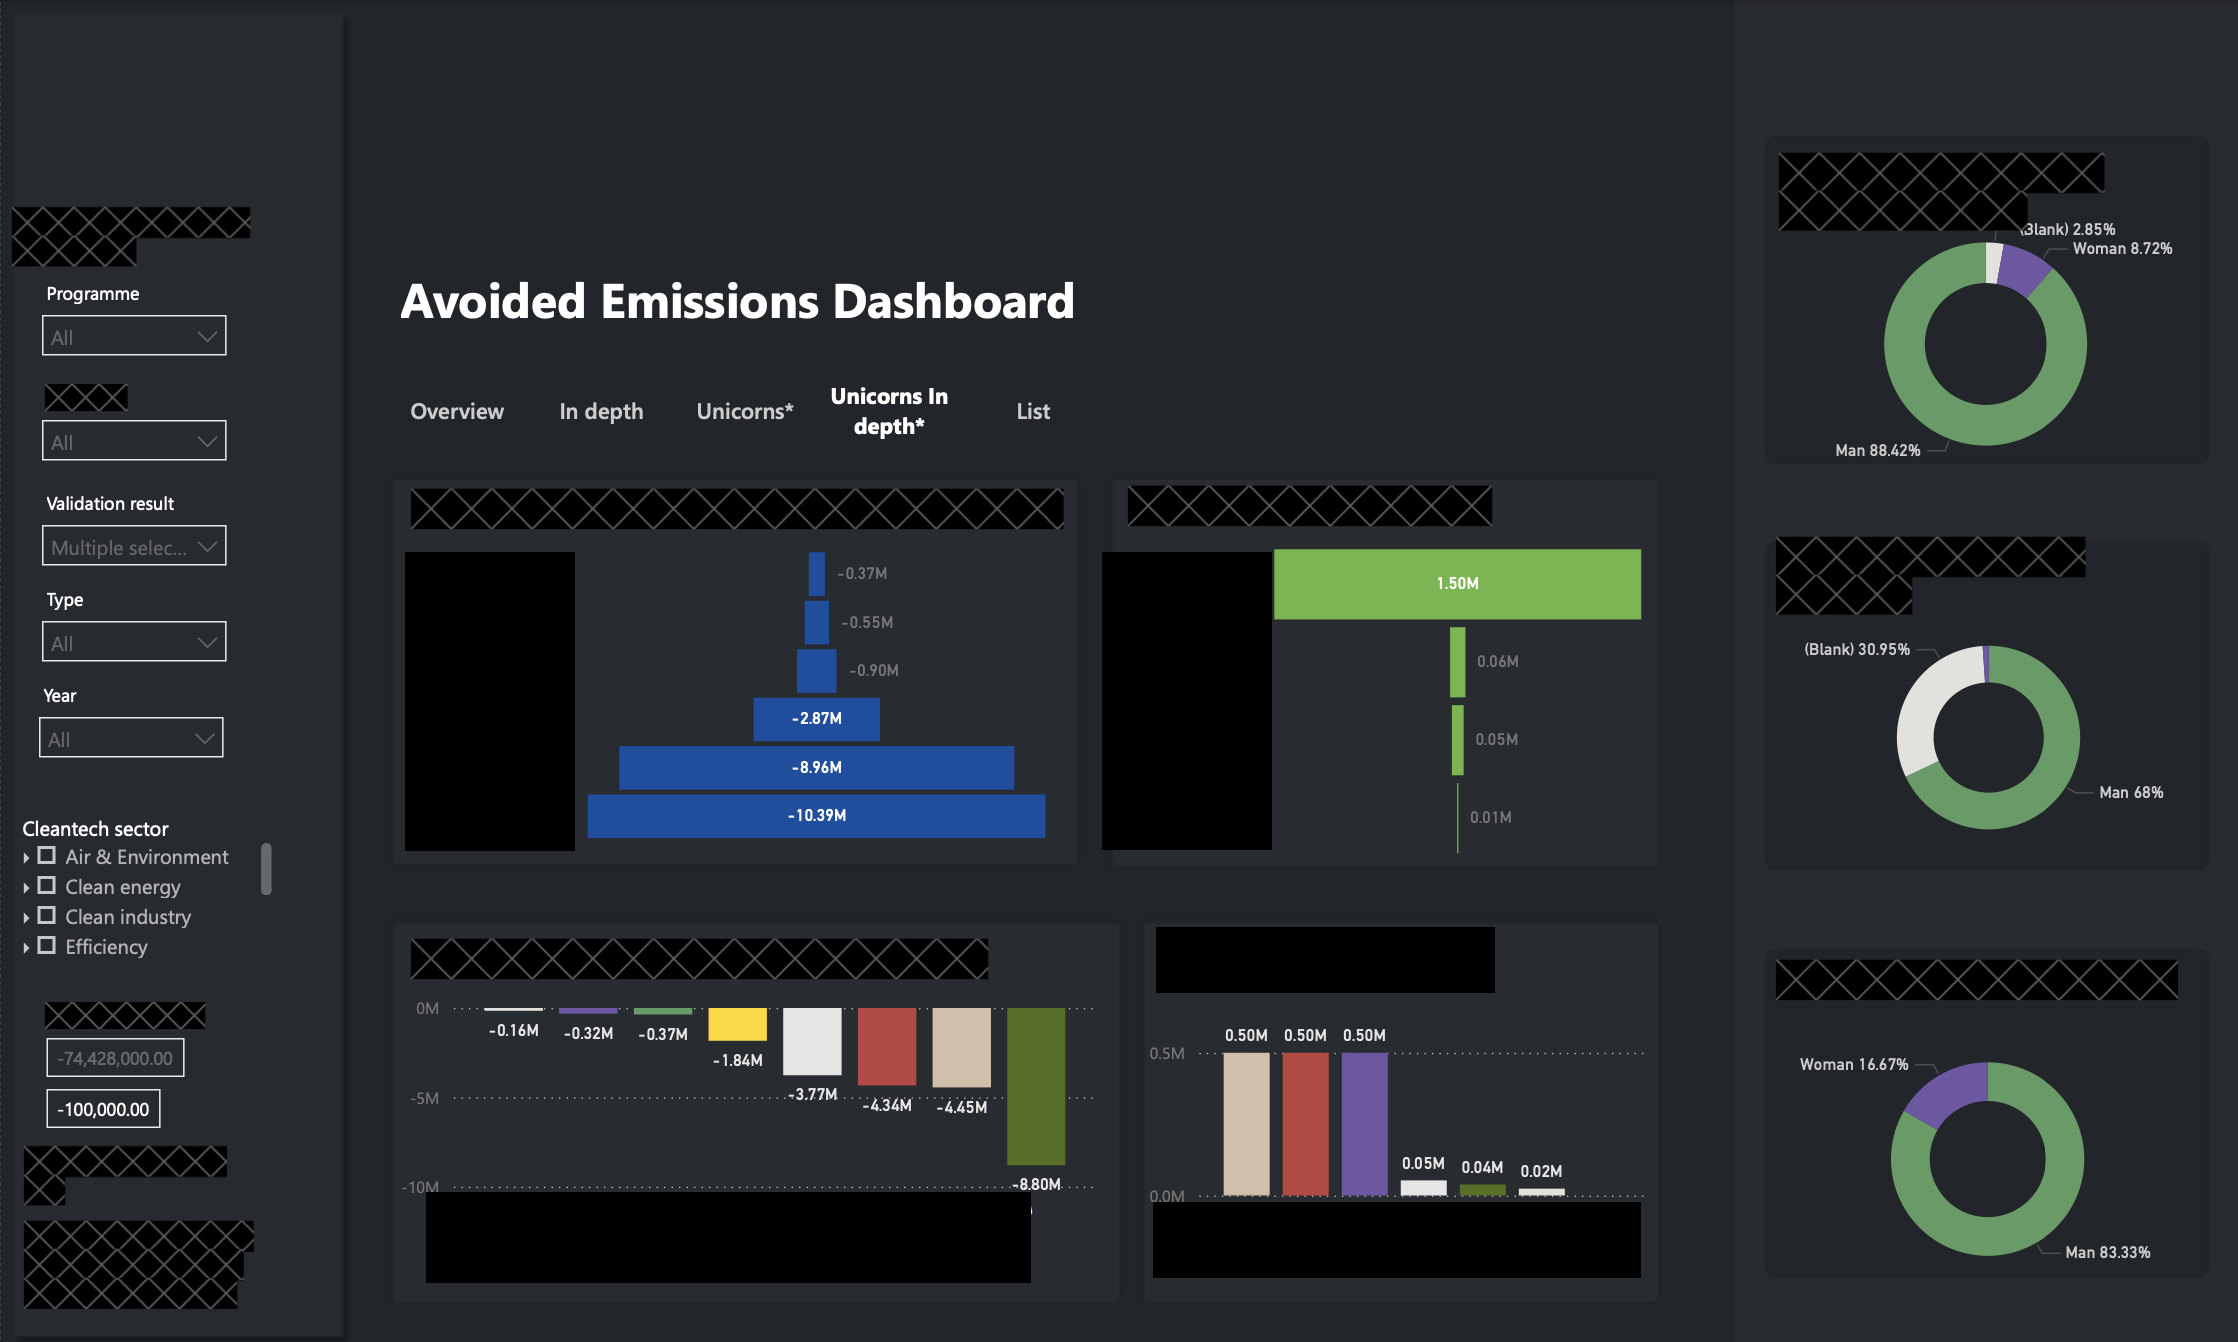 Programme
All
All
Validation result
Multiple selec...
Type
All
Year
All
Cleantech sector
Air & Environment
Clean energy
Clean industry
Efficiency
-74,428,000.00
-100,000.00
Avoided Emissions Dashboard
Overview
In depth
Unicorns*
Unicorns In
depth*
List
-0.37M
-0.55M
-0.90M
-2.87M
-8.96M
-10.39M
1.50M
0.06M
0.05M
0.01M
0M
-5M
-10M
-0.16M
-0.32M
-0.37M
-1.84M
-3.77M
-4.34M
-4.45M
-8.80M
0.5M
0.0M
0.50M
0.50M
0.50M
0.05M
0.04M
0.02M
(Blank) 2.85%
Woman 8.72%
Man 88.42%
(Blank) 30.95%
Man 68%
Woman 16.67%
Man 83.33%